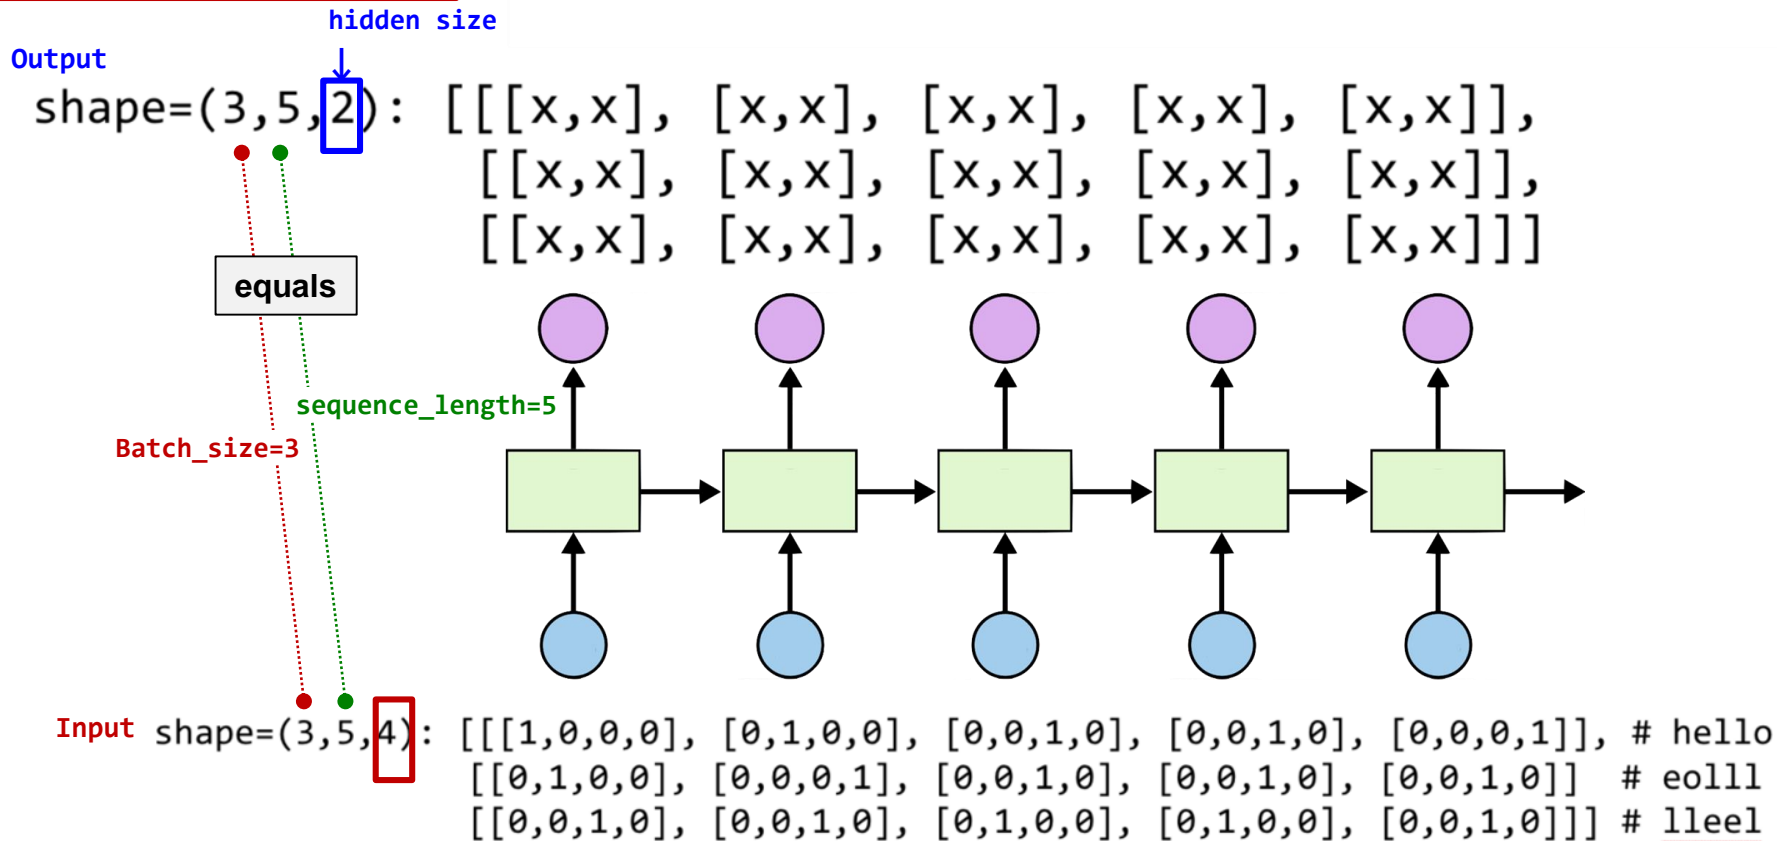 hidden size
Output
shape=(3,5,2): [[[x,x], [x,x], [x,x], [x,x], [x,x]],
[[x,x], [x,x], [x,x], [x,x], [x,x]],
[[x,x], [x,x], [x,x], [x,x], [x,x]]]
equals
sequence_length=5
Batch_size=3
Input shape=(3,5,4): [[[1,0,0,0], [0,1,0,0], [0,0,1,0], [0,0,1,0], [0,0,0,1]], # hello
[[0,1,0,0], [0,0,0,1], [0,0,1,0], [0,0,1,0], [0,0,1,0]] # eolll
[[0,0,1,0], [0,0,1,0], [0,1,0,0], [0,1,0,0], [0,0,1,0]]] # lleel